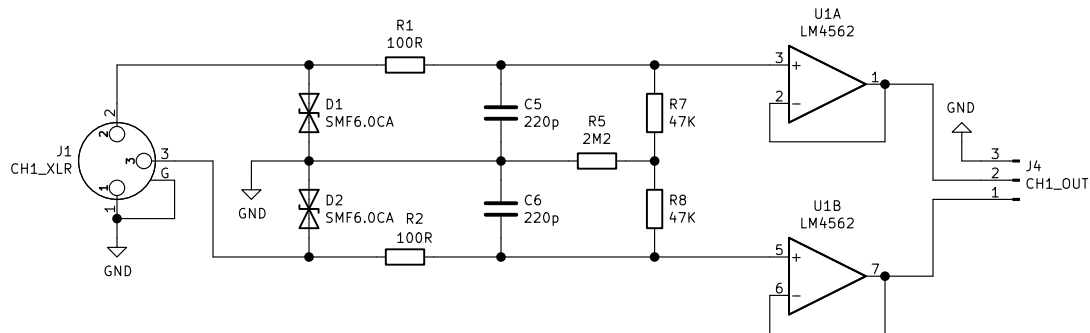 U1A
LM4562
R1
100R
3
+
1
2
−
2
2
D1
SMF6.0CA
C5
220p
R5
2M2
R7
47K
GND
J1
CH1_XLR
3
3
G
1
1
GND
GND
D2
SMF6.0CA
R2
100R
C6
220p
R8
47K
3
2
1
J4
CH1_OUT
U1B
LM4562
5
+
7
6
−